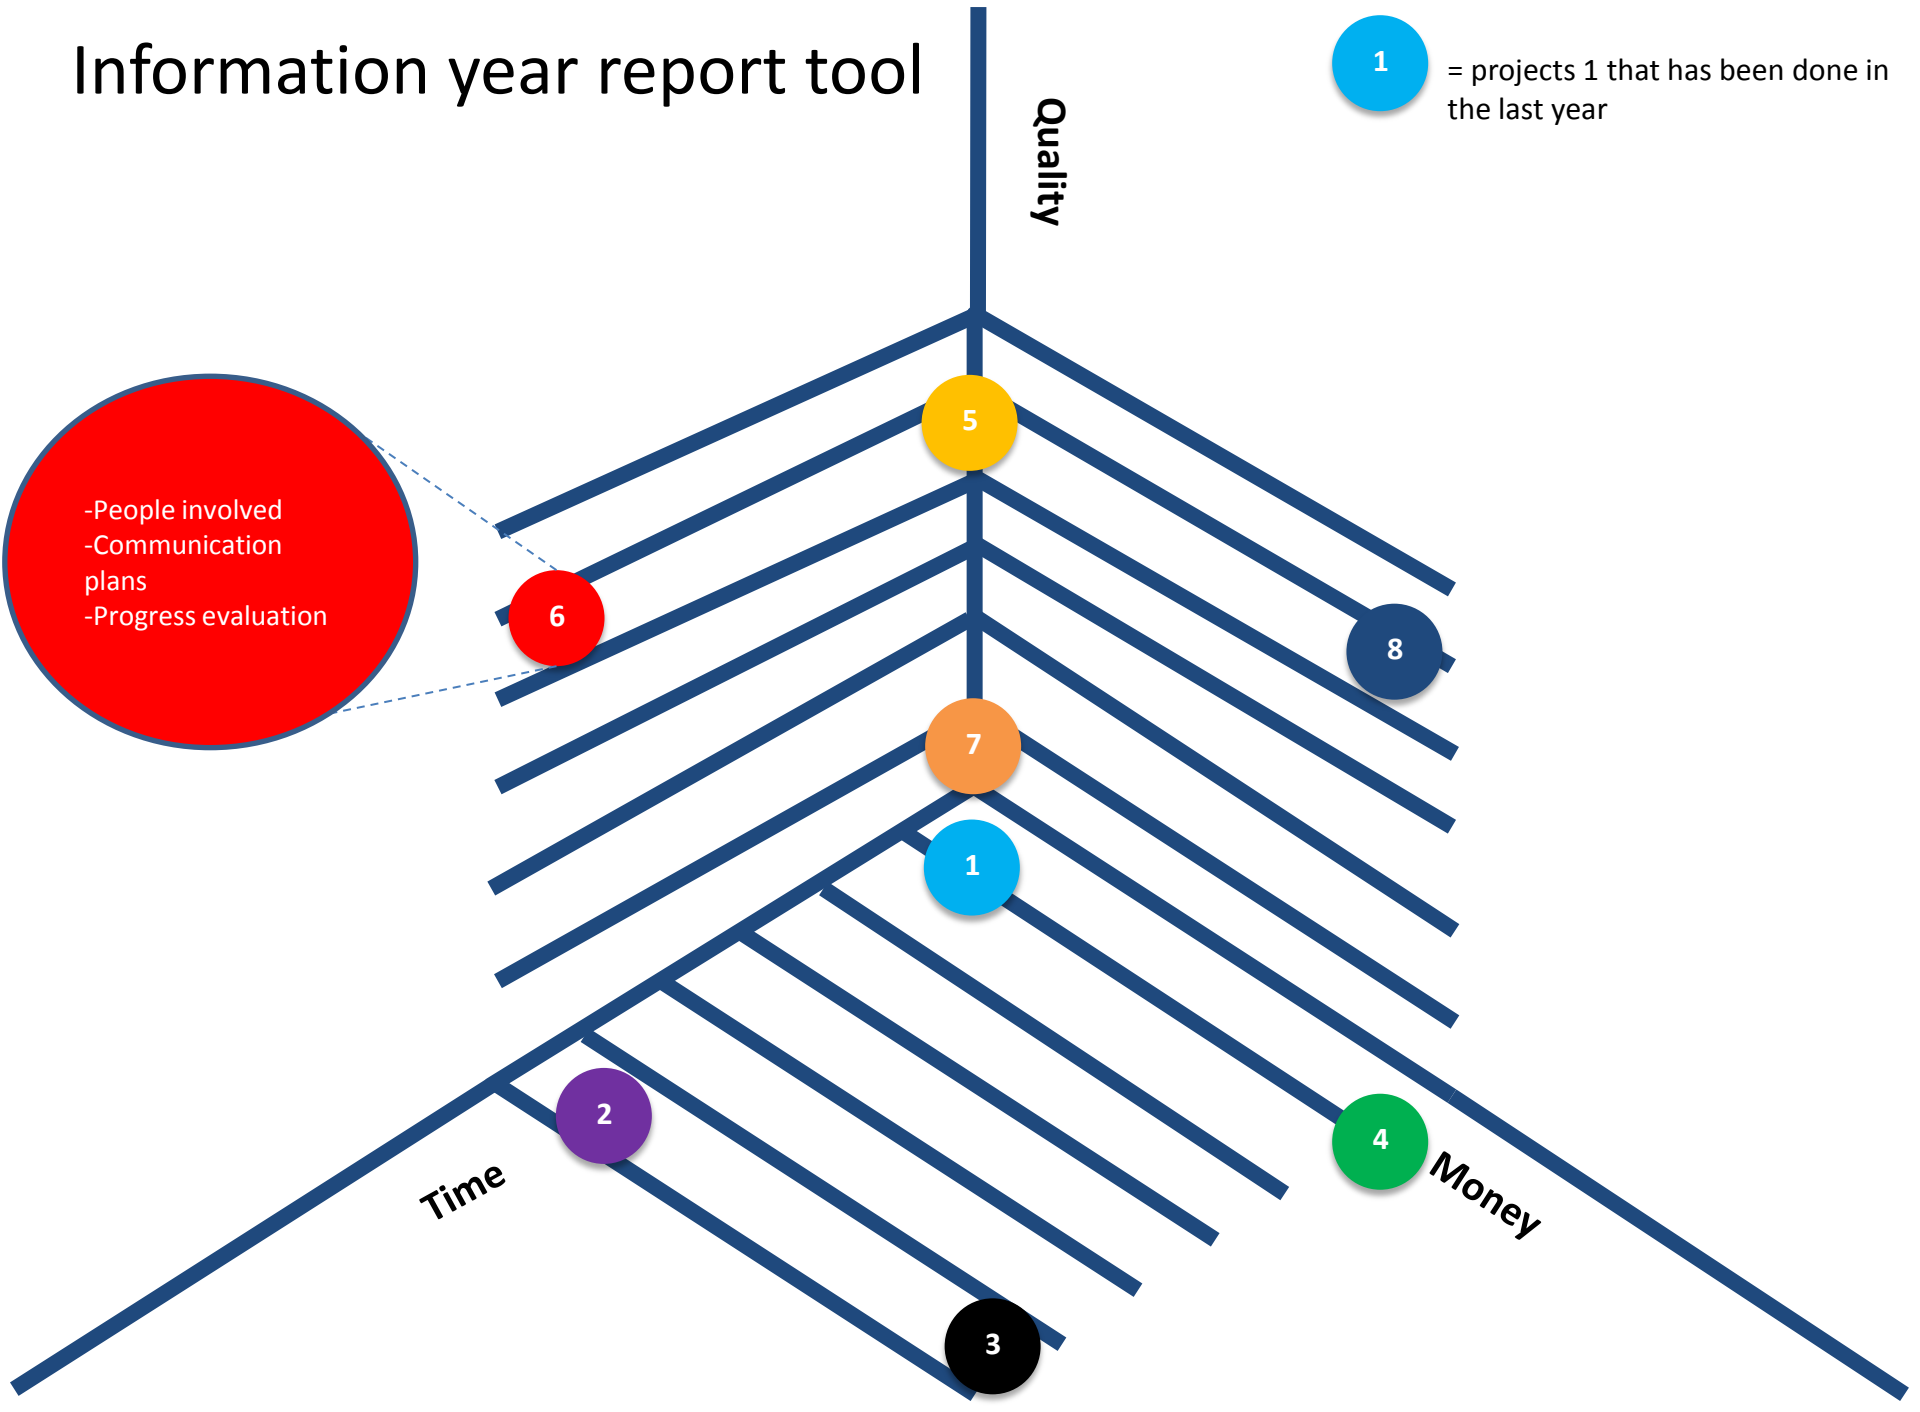 Information year report tool
1
= projects 1 that has been done in
the last year
Quality
5
-People involved
-Communication
plans
-Progress evaluation
6
8
7
1
2
4
Time
Money
3